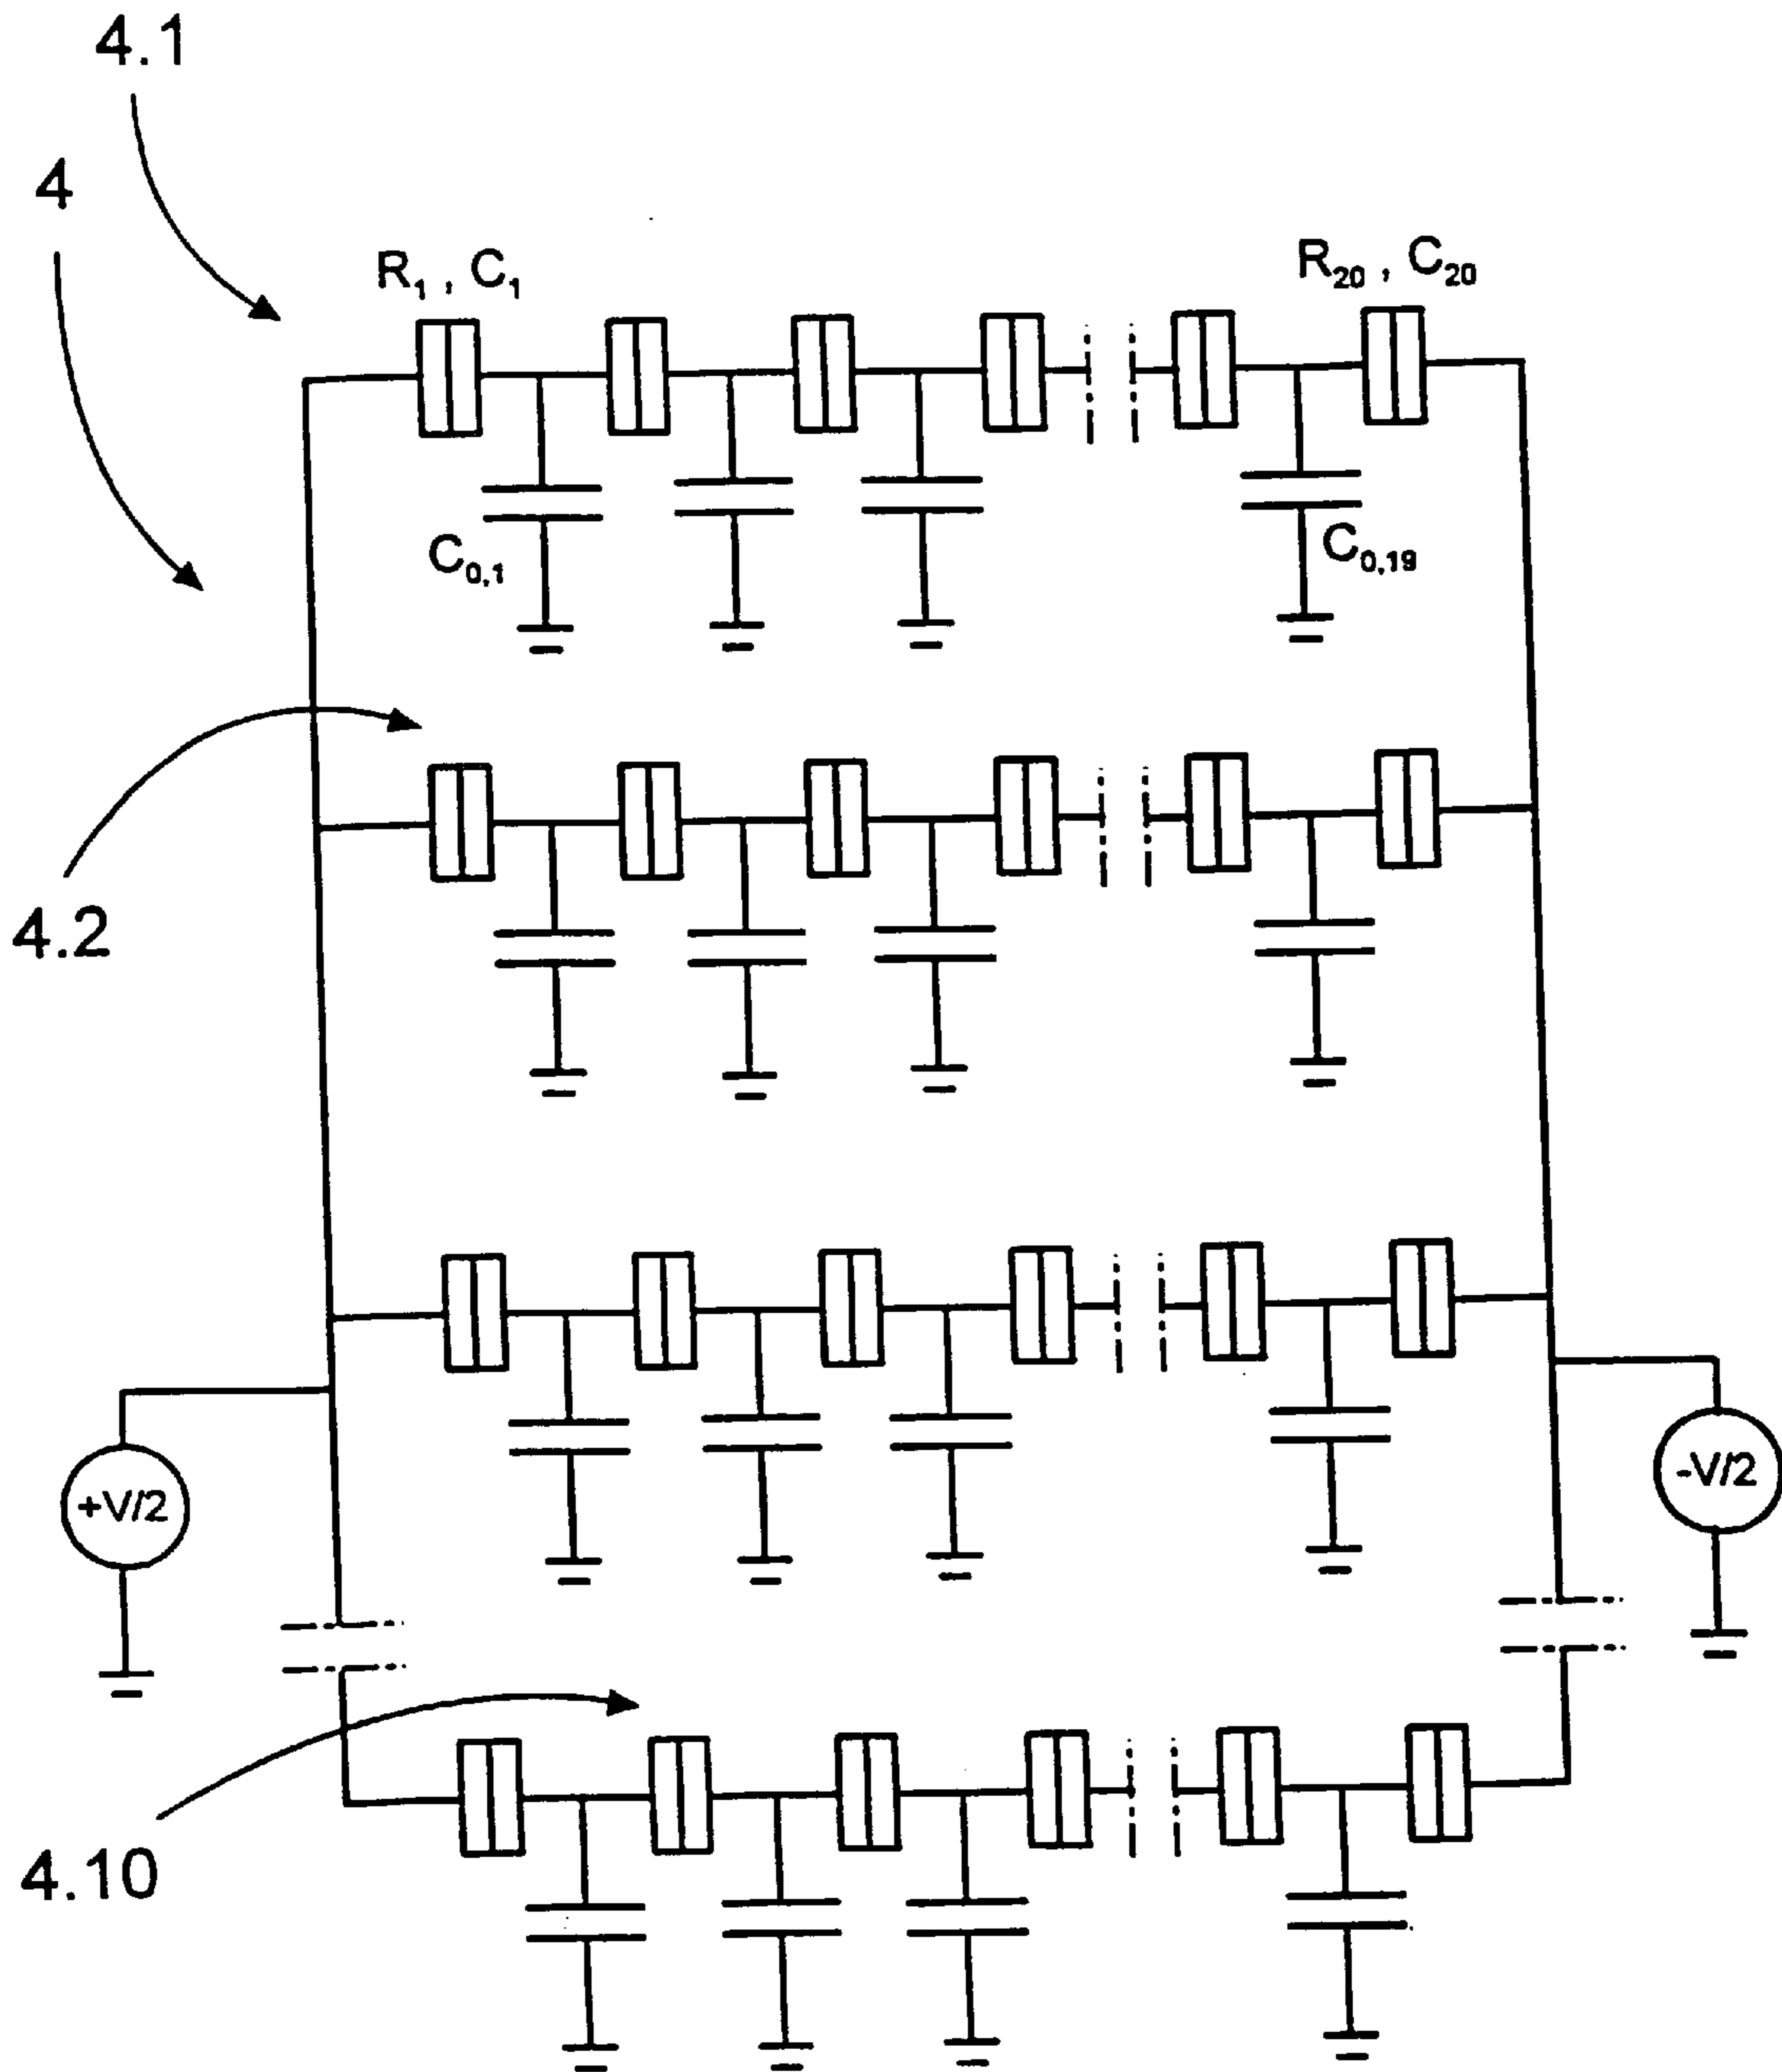 4.1
4
R₁ , C₁
R₂₀ , C₂₀
C₀,₁
C₀,₁₉
4.2
+V/2
-V/2
4.10